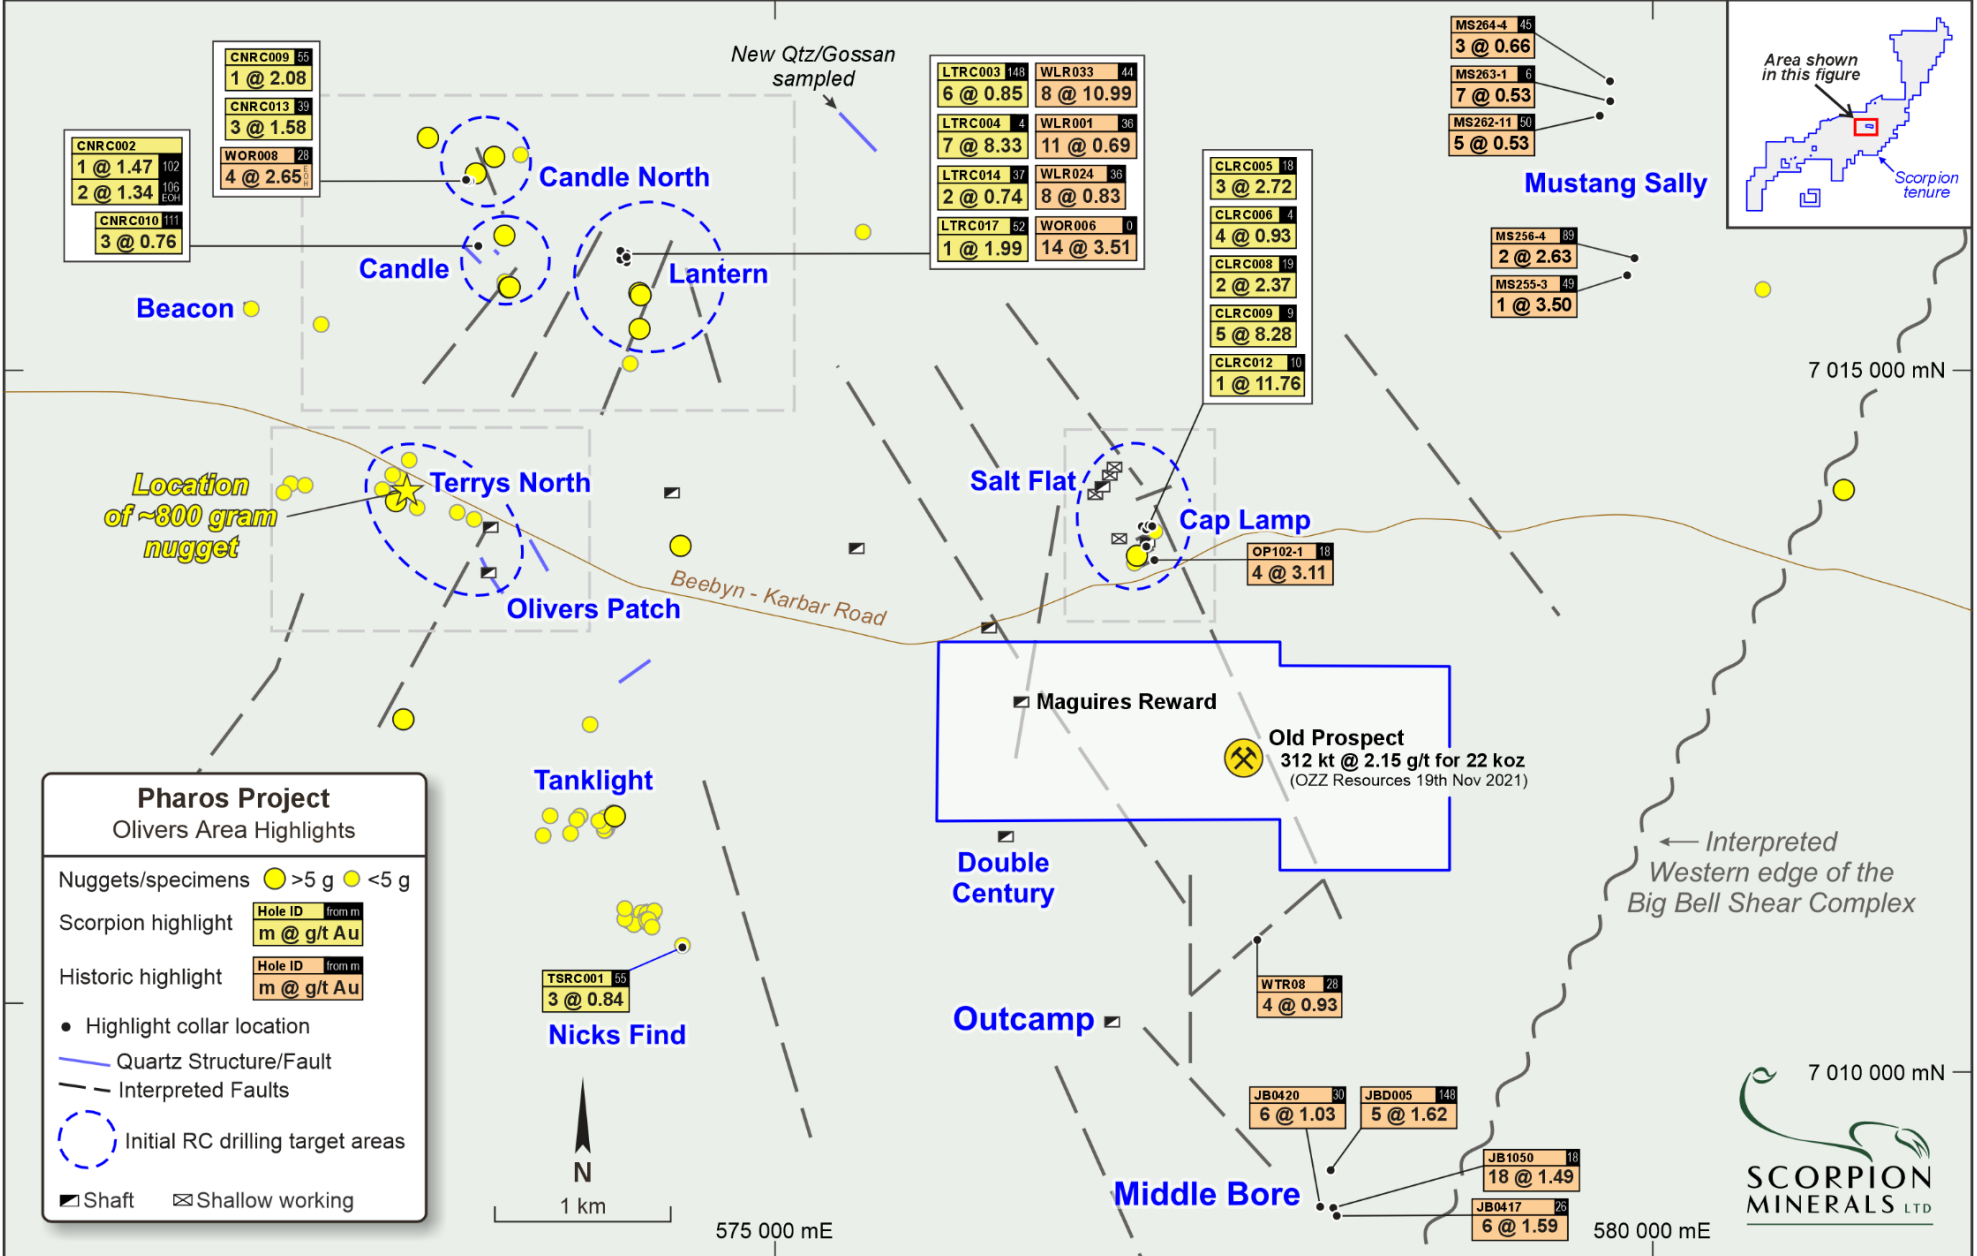 CNRC009 55
1 @ 2.08
CNRC013 39
3 @ 1.58
WOR008 28
4 @ 2.65 EOH
CNRC002
1 @ 1.47 102
2 @ 1.34 106 EOH
CNRC010 111
3 @ 0.76
New Qtz/Gossan
sampled
LTRC003 148
6 @ 0.85
WLR033 44
8 @ 10.99
LTRC004 4
7 @ 8.33
WLR001 36
11 @ 0.69
LTRC014 37
2 @ 0.74
WLR024 36
8 @ 0.83
LTRC017 52
1 @ 1.99
WOR006 0
14 @ 3.51
CLRC005 18
3 @ 2.72
CLRC006 4
4 @ 0.93
CLRC008 19
2 @ 2.37
CLRC009 9
5 @ 8.28
CLRC012 10
1 @ 11.76
MS264-4 45
3 @ 0.66
MS263-1 6
7 @ 0.53
MS262-11 50
5 @ 0.53
Mustang Sally
MS256-4 89
2 @ 2.63
MS255-3 49
1 @ 3.50
Area shown
in this figure
Scorpion
tenure
Candle North
Candle
Lantern
Beacon
7 015 000 mN
Location
of ~800 gram
nugget
Terrys North
Olivers Patch
Salt Flat
Cap Lamp
OP102-1 18
4 @ 3.11
Beebyn - Karbar Road
Maguires Reward
Old Prospect
312 kt @ 2.15 g/t for 22 koz
(OZZ Resources 19th Nov 2021)
Tanklight
Double
Century
Interpreted
Western edge of the
Big Bell Shear Complex
TSRC001 55
3 @ 0.84
Nicks Find
WTR08 28
4 @ 0.93
Outcamp
7 010 000 mN
JB0420 30
6 @ 1.03
JBD005 148
5 @ 1.62
JB1050 18
18 @ 1.49
JB0417 26
6 @ 1.59
Middle Bore
N
1 km
575 000 mE
580 000 mE
Pharos Project
Olivers Area Highlights
Nuggets/specimens >5 g <5 g
Scorpion highlight
Hole ID from m
m @ g/t Au
Historic highlight
Hole ID from m
m @ g/t Au
Highlight collar location
Quartz Structure/Fault
Interpreted Faults
Initial RC drilling target areas
Shaft
Shallow working
SCORPION
MINERALS LTD